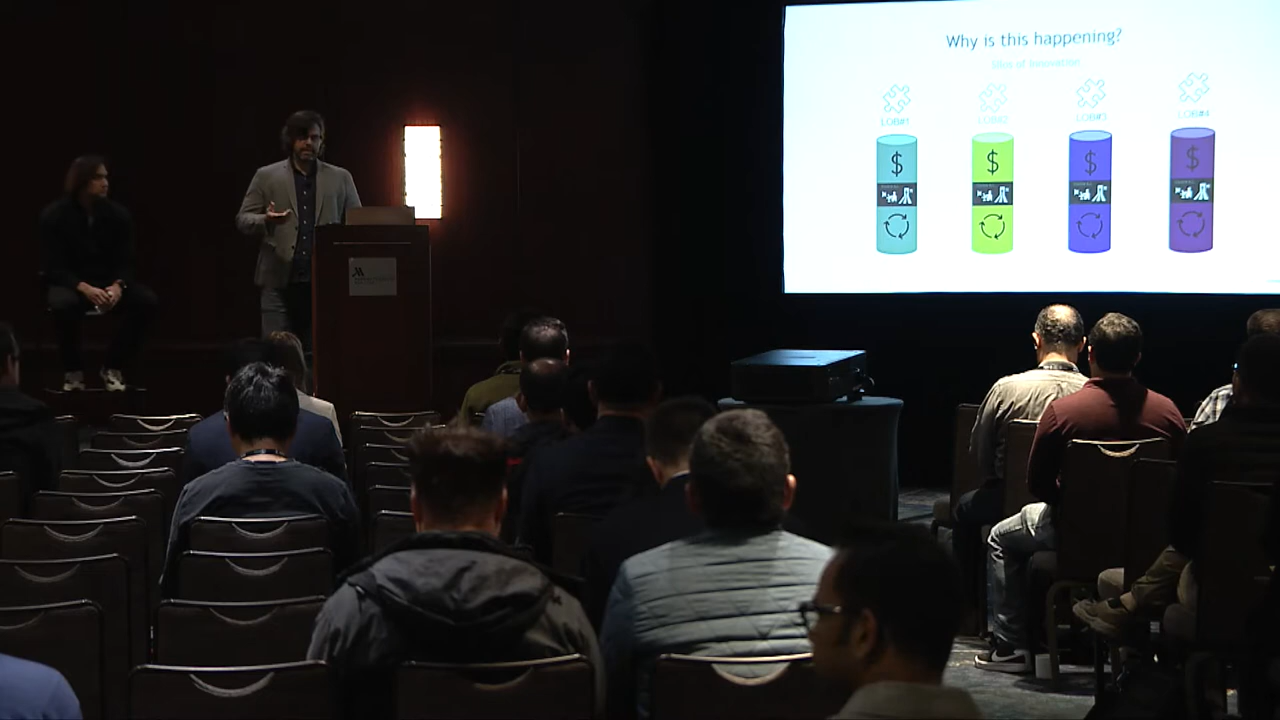 Why is this happening?
Silos of Innovation
LOB#1 LOB#2 LOB#3 LOB#4
$ $ $ $